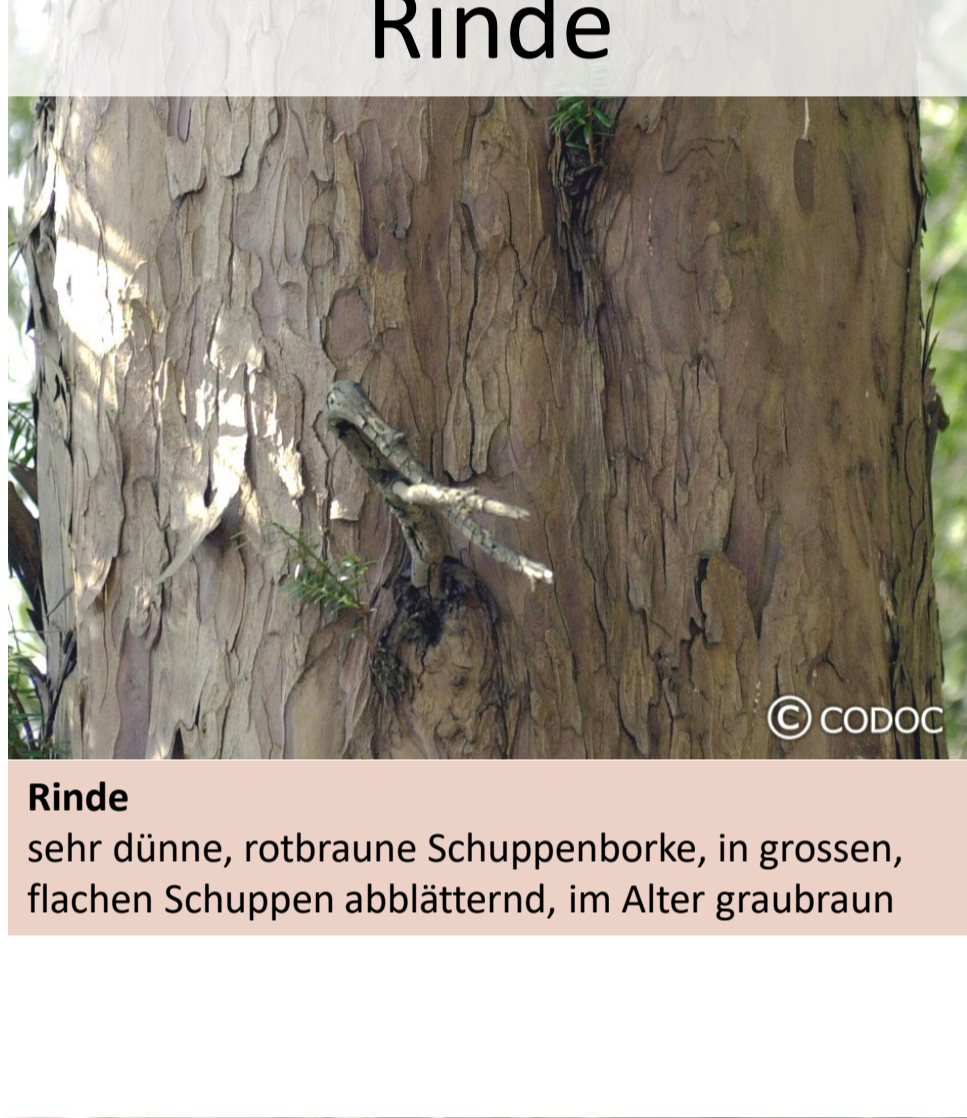 Rinde
© CODOC
Rinde
sehr dünne, rotbraune Schuppenborke, in grossen,
flachen Schuppen abblätternd, im Alter graubraun